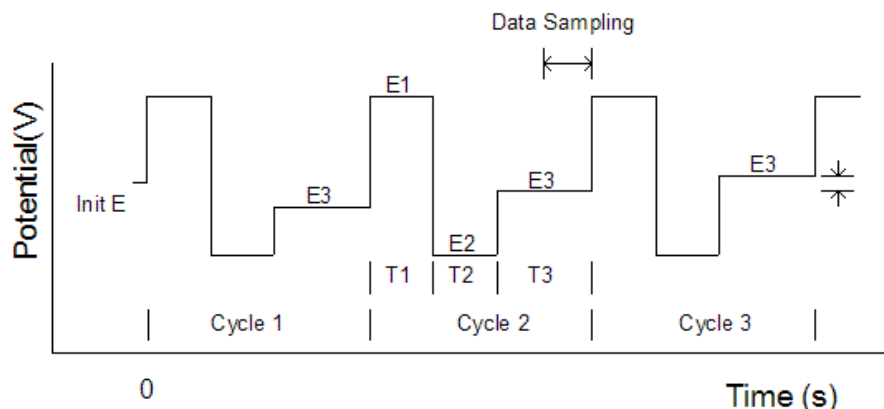 Data Sampling
Potential(V)
E1
Init E
E3
E3
E3
E2
T1 T2 T3
Cycle 1 Cycle 2 Cycle 3
0
Time (s)